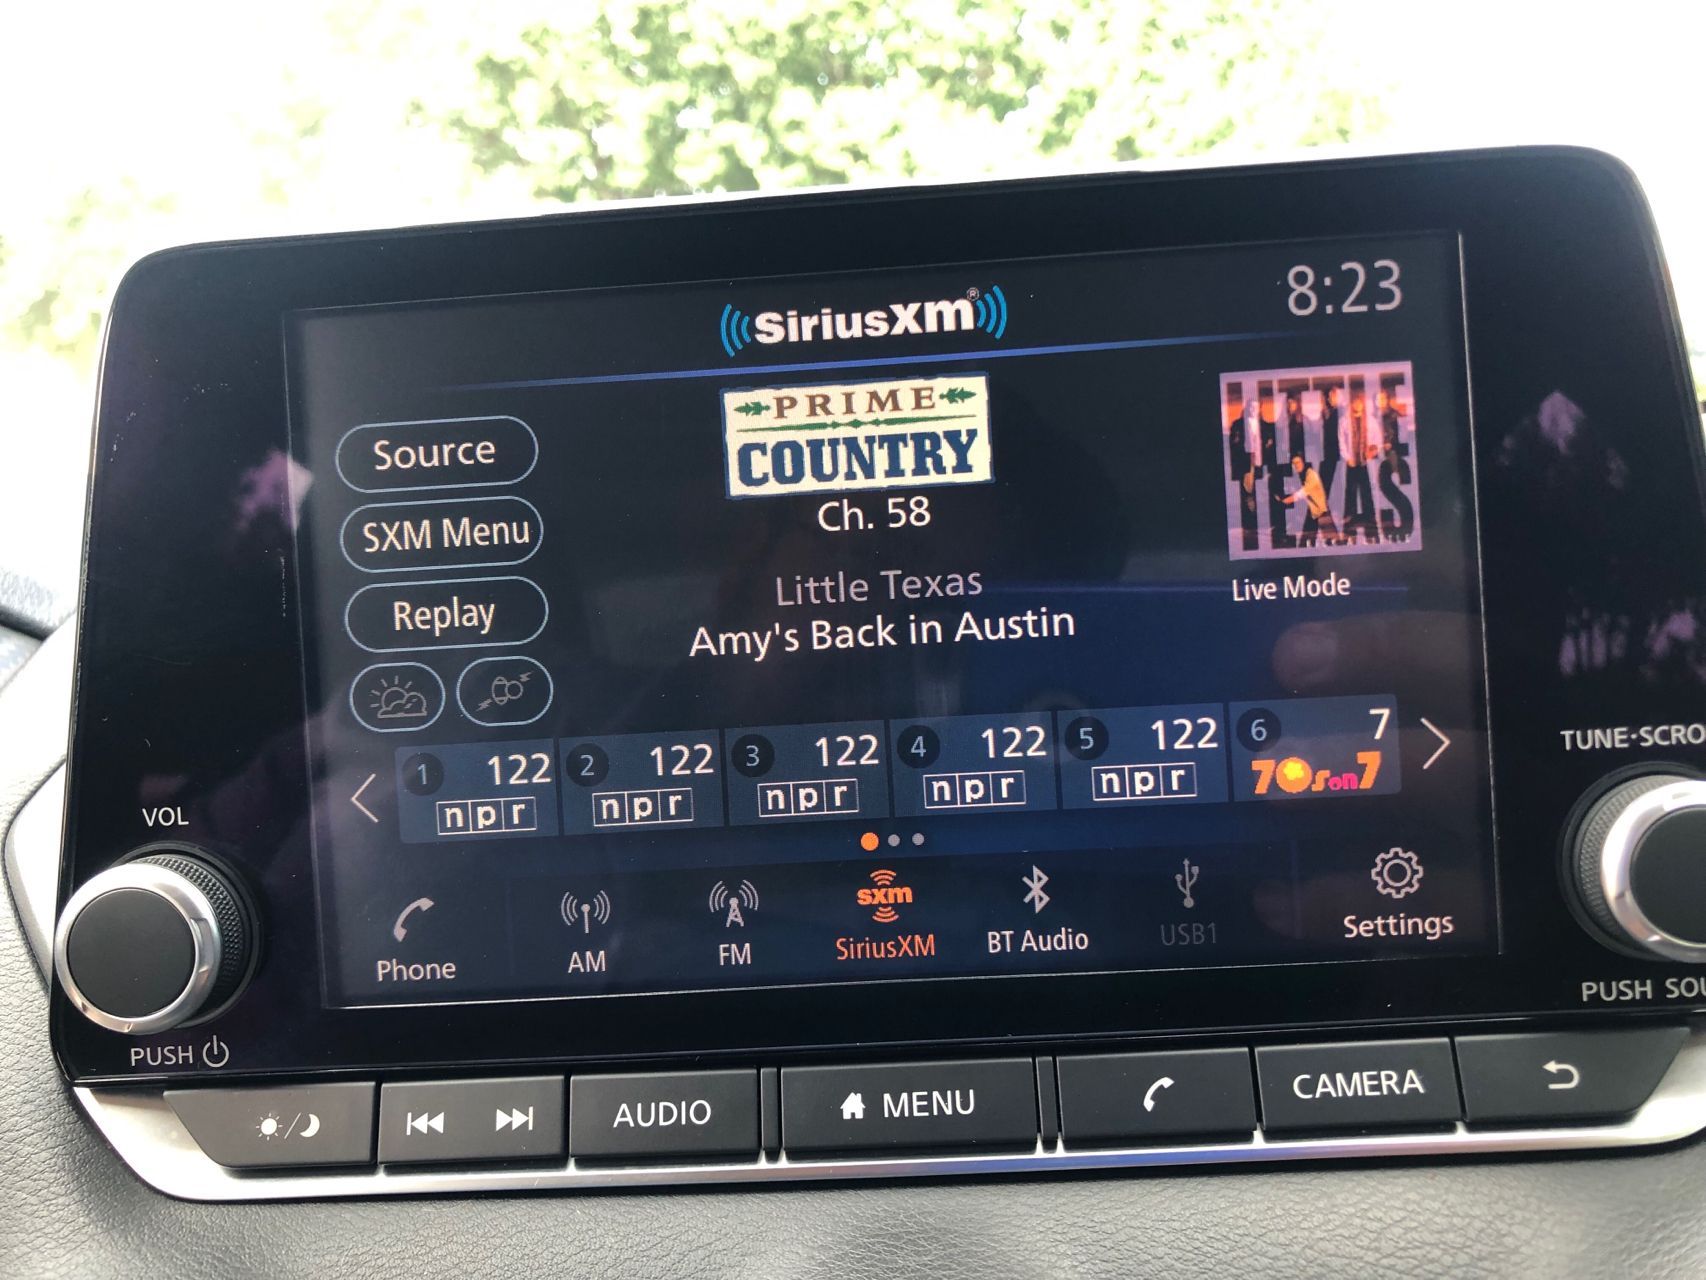 SiriusXM®
8:23
PRIME
COUNTRY
Ch. 58
Source
SXM Menu
Replay
LITTLE
TEXAS
Live Mode
Little Texas
Amy's Back in Austin
1 122
npr
2 122
npr
3 122
npr
4 122
npr
5 122
npr
6 7
70s on 7
Phone
AM
FM
sxm
SiriusXM
BT Audio
USB1
Settings
VOL
PUSH
TUNE·SCRO
PUSH SOU
AUDIO
MENU
CAMERA